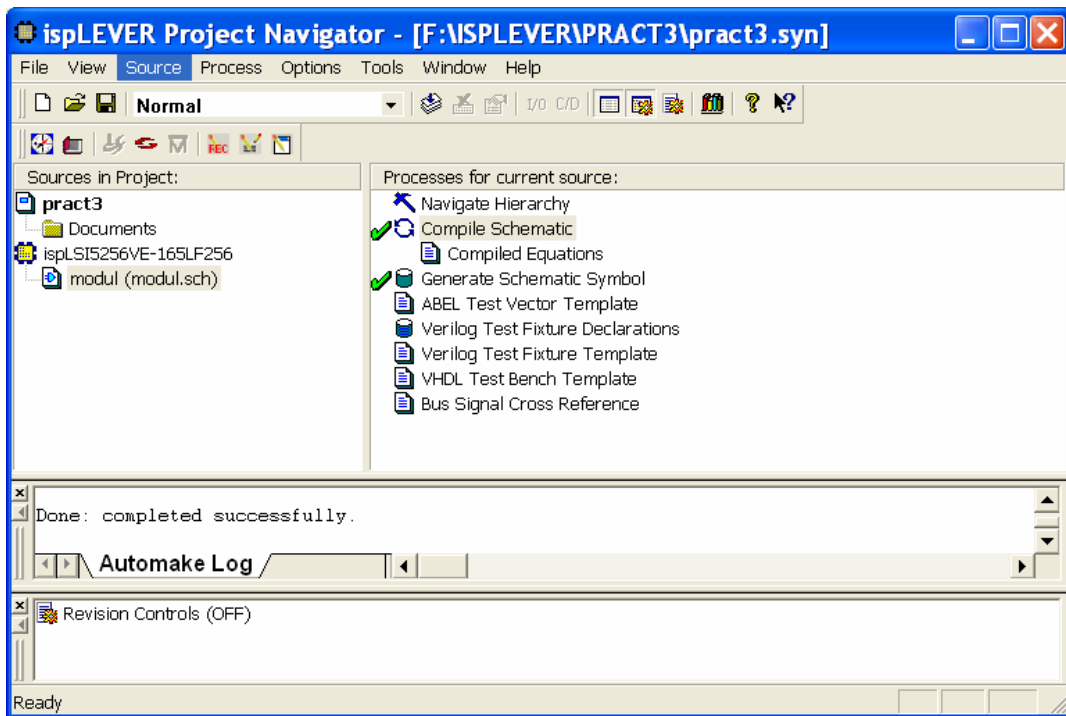 ispLEVER Project Navigator - [F:\ISPLEVER\PRACT3\pract3.syn]
File View Source Process Options Tools Window Help
Normal
I/O C/D
REC
Sources in Project:
pract3
Documents
ispLSI5256VE-165LF256
modul (modul.sch)
Processes for current source:
Navigate Hierarchy
Compile Schematic
Compiled Equations
Generate Schematic Symbol
ABEL Test Vector Template
Verilog Test Fixture Declarations
Verilog Test Fixture Template
VHDL Test Bench Template
Bus Signal Cross Reference
Done: completed successfully.
Automake Log
Revision Controls (OFF)
Ready